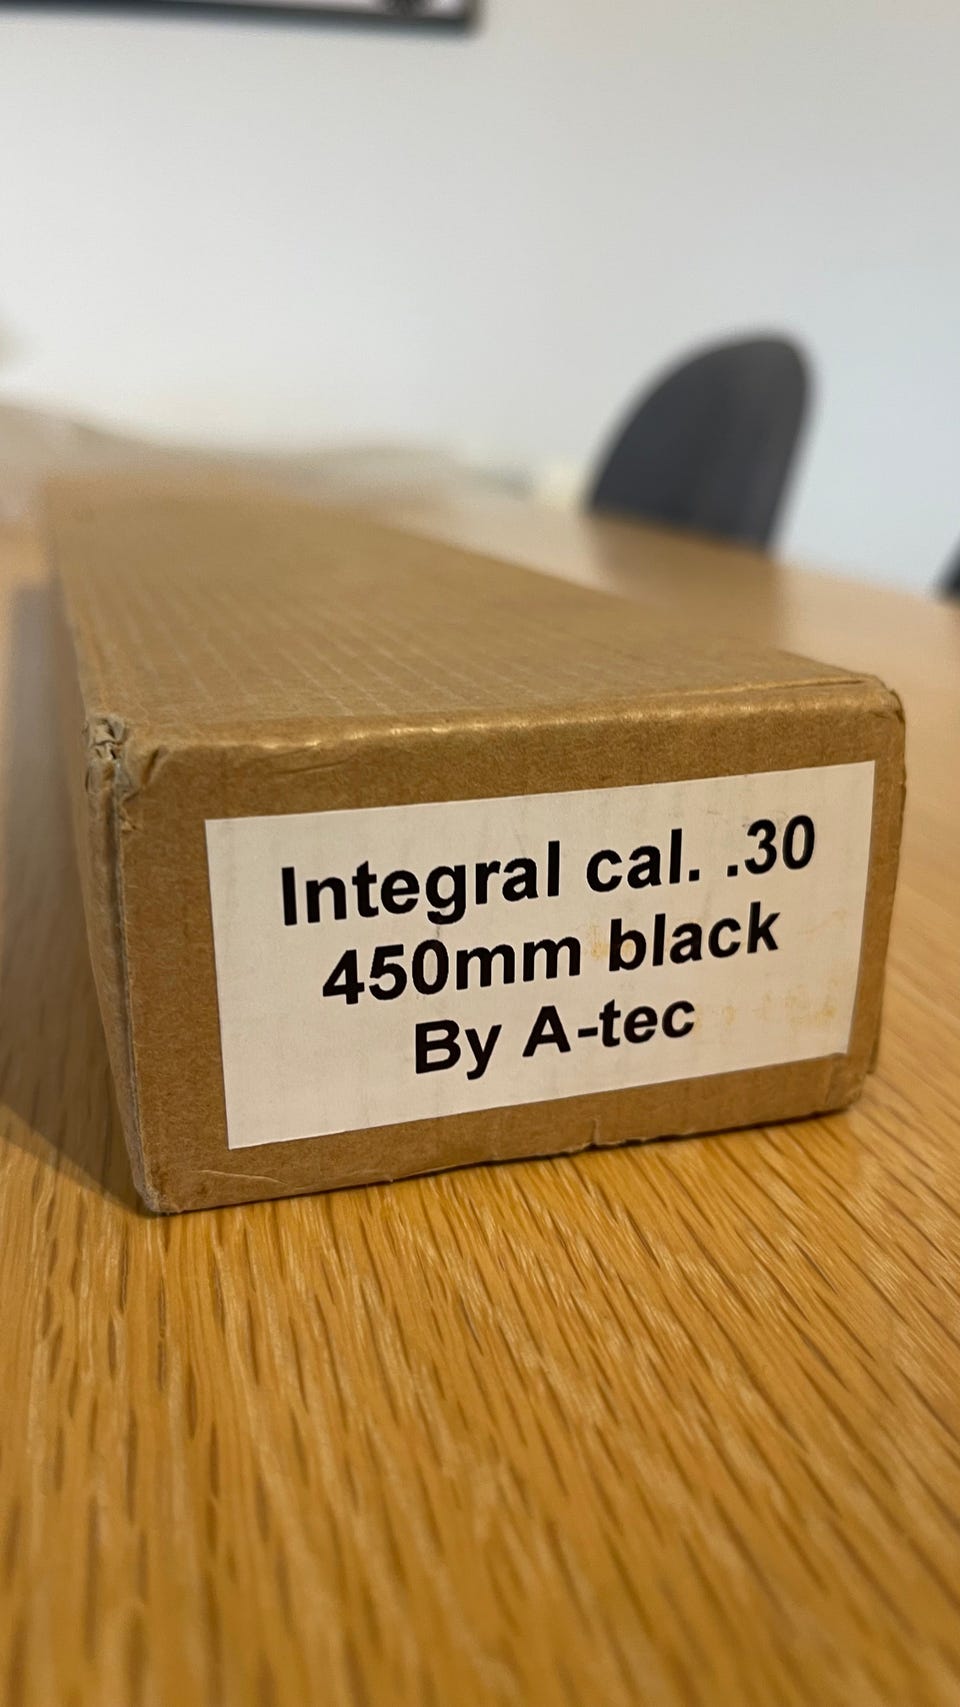 Integral cal. .30
450mm black
By A-tec